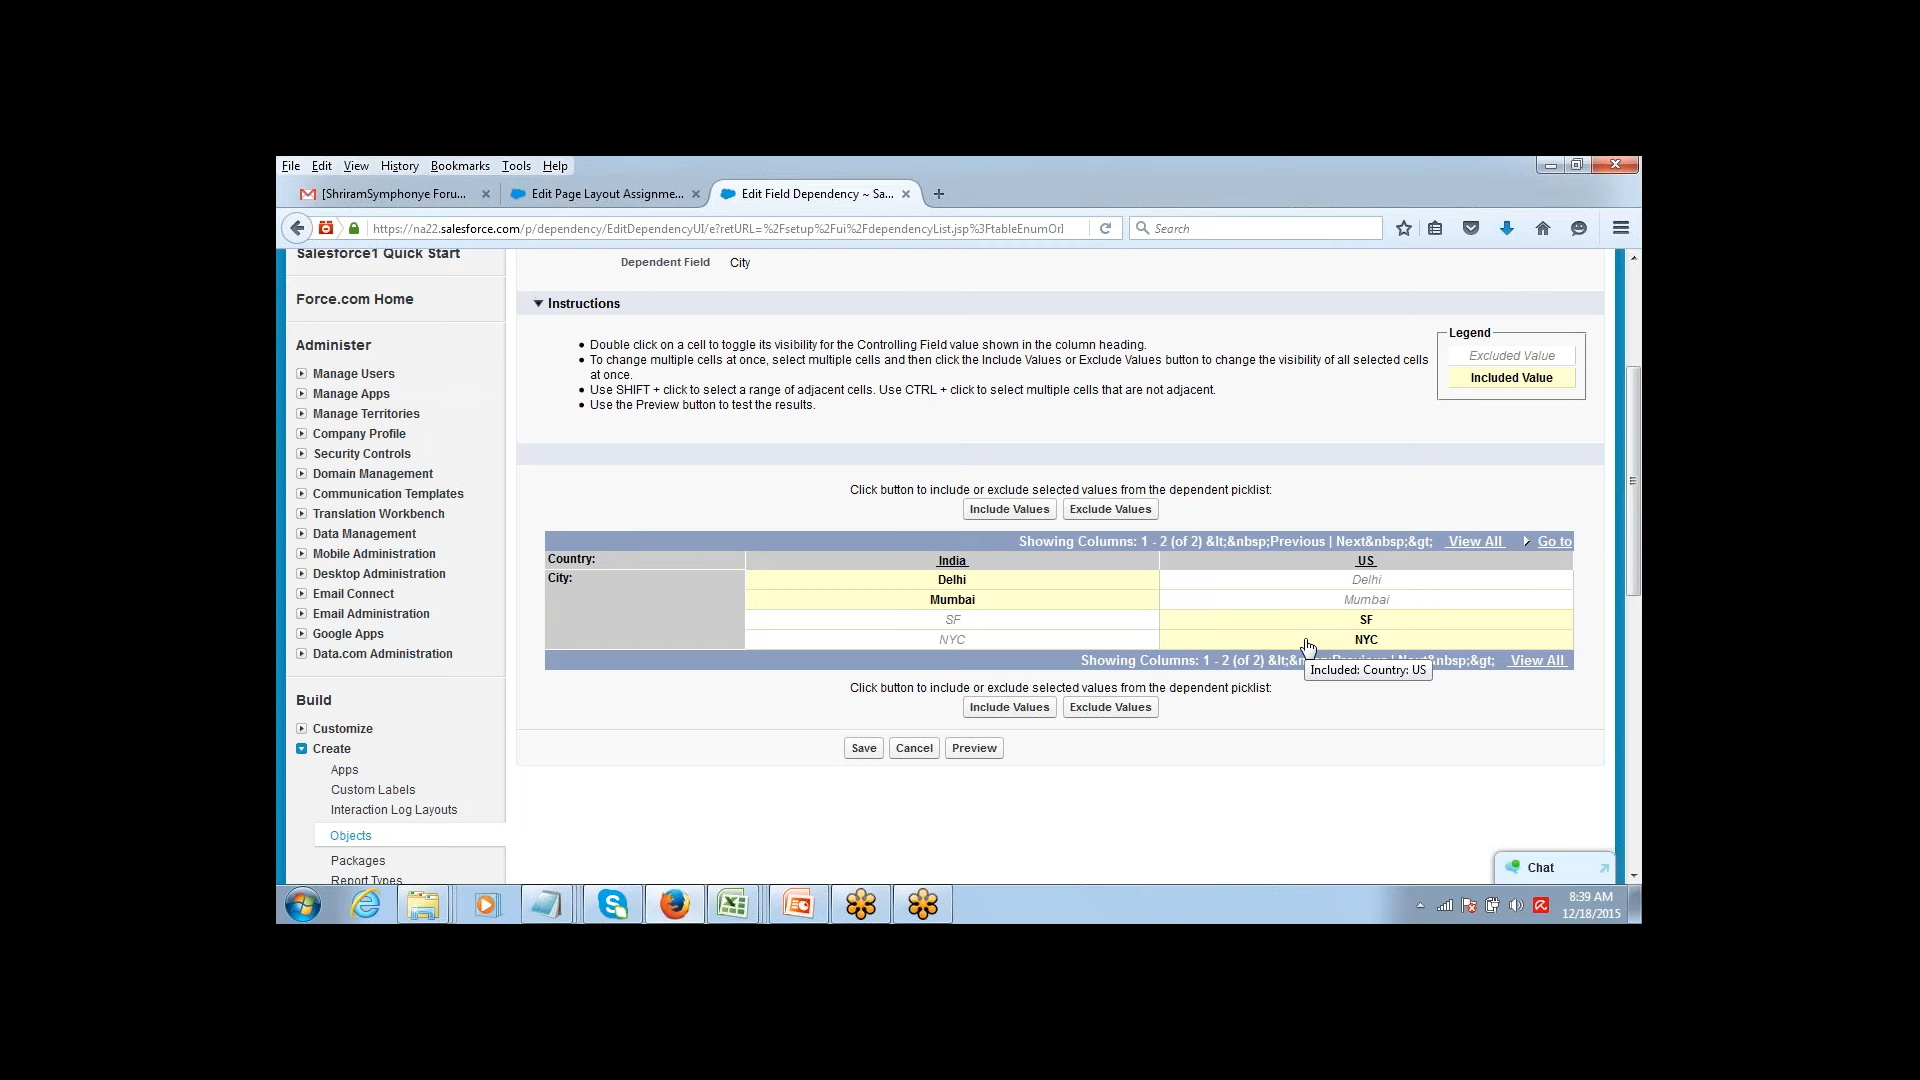 File Edit View History Bookmarks Tools Help
[ShriramSymphonye Foru... Edit Page Layout Assignme... Edit Field Dependency ~ Sa...
https://na22.salesforce.com/p/dependency/EditDependencyUI/e?retURL=%2Fsetup%2Fui%2FdependencyList.jsp%3FtableEnumOrI Search
Salesforce1 Quick Start
Force.com Home
Administer
Manage Users
Manage Apps
Manage Territories
Company Profile
Security Controls
Domain Management
Communication Templates
Translation Workbench
Data Management
Mobile Administration
Desktop Administration
Email Connect
Email Administration
Google Apps
Data.com Administration
Build
Customize
Create
Apps
Custom Labels
Interaction Log Layouts
Objects
Packages
Report Types
Dependent Field City
Instructions
Double click on a cell to toggle its visibility for the Controlling Field value shown in the column heading.
To change multiple cells at once, select multiple cells and then click the Include Values or Exclude Values button to change the visibility of all selected cells
at once.
Use SHIFT + click to select a range of adjacent cells. Use CTRL + click to select multiple cells that are not adjacent.
Use the Preview button to test the results.
Legend
Excluded Value
Included Value
Click button to include or exclude selected values from the dependent picklist:
Include Values Exclude Values
Showing Columns: 1 - 2 (of 2) &lt;&nbsp;Previous | Next&nbsp;&gt; View All Go to
Country: India US
City: Delhi Delhi
Mumbai Mumbai
SF SF
NYC NYC
Showing Columns: 1 - 2 (of 2) &lt;&nbsp;Previous | Next&nbsp;&gt; View All
Included: Country: US
Click button to include or exclude selected values from the dependent picklist:
Include Values Exclude Values
Save Cancel Preview
Chat
8:39 AM
12/18/2015